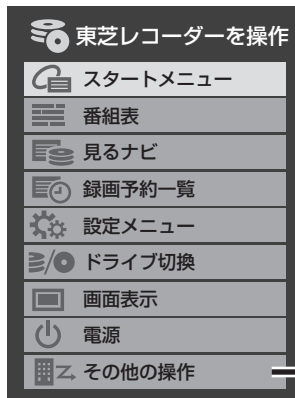 東芝レコーダーを操作
スタートメニュー
番組表
見るナビ
録画予約一覧
設定メニュー
ドライブ切換
画面表示
電源
その他の操作